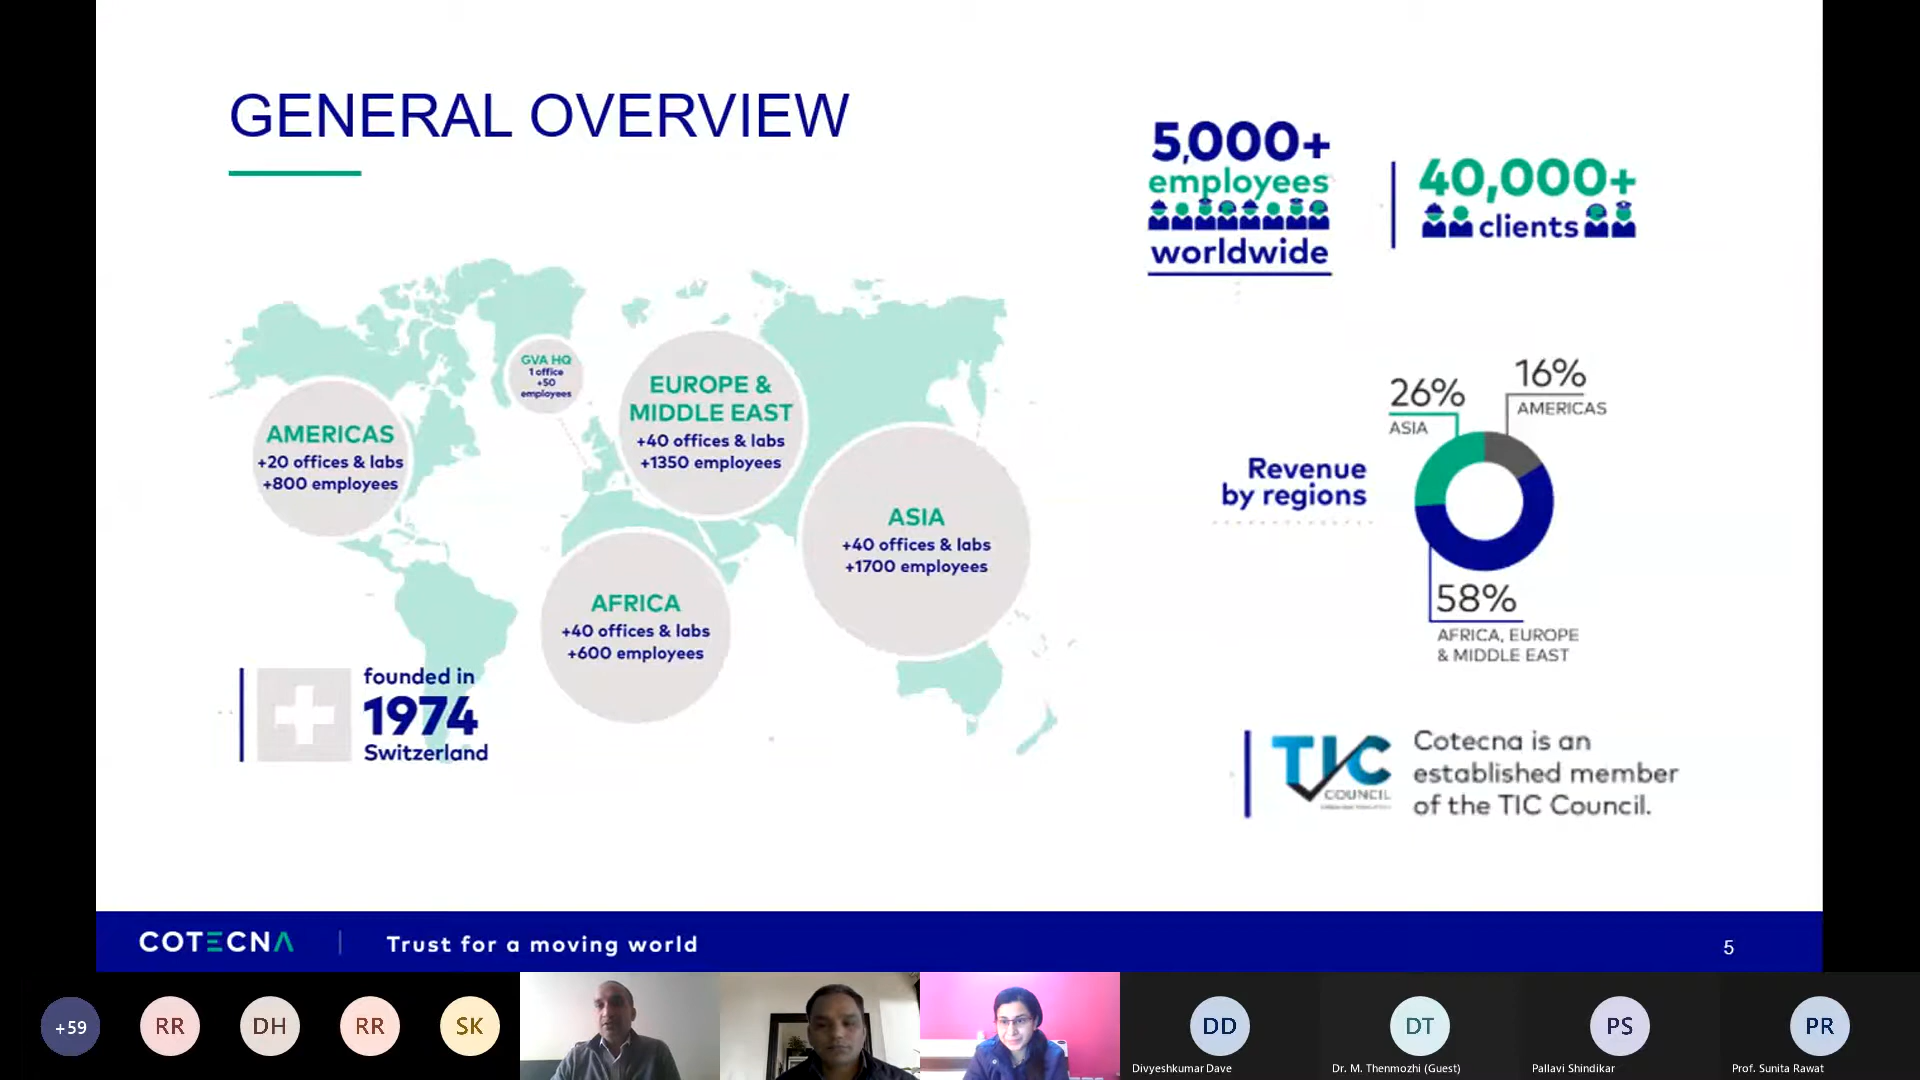 GENERAL OVERVIEW
5,000+
employees
worldwide
40,000+
clients
GVA HQ
1 office
+50
employees
EUROPE &
MIDDLE EAST
+40 offices & labs
+1350 employees
AMERICAS
+20 offices & labs
+800 employees
ASIA
+40 offices & labs
+1700 employees
AFRICA
+40 offices & labs
+600 employees
founded in
1974
Switzerland
Revenue
by regions
26%
ASIA
16%
AMERICAS
58%
AFRICA, EUROPE
& MIDDLE EAST
TIC
COUNCIL
Cotecna is an
established member
of the TIC Council.
COTECNA
Trust for a moving world
5
+59
RR
DH
RR
SK
DD
Divyeshkumar Dave
DT
Dr. M. Thenmozhi (Guest)
PS
Pallavi Shindikar
PR
Prof. Sunita Rawat